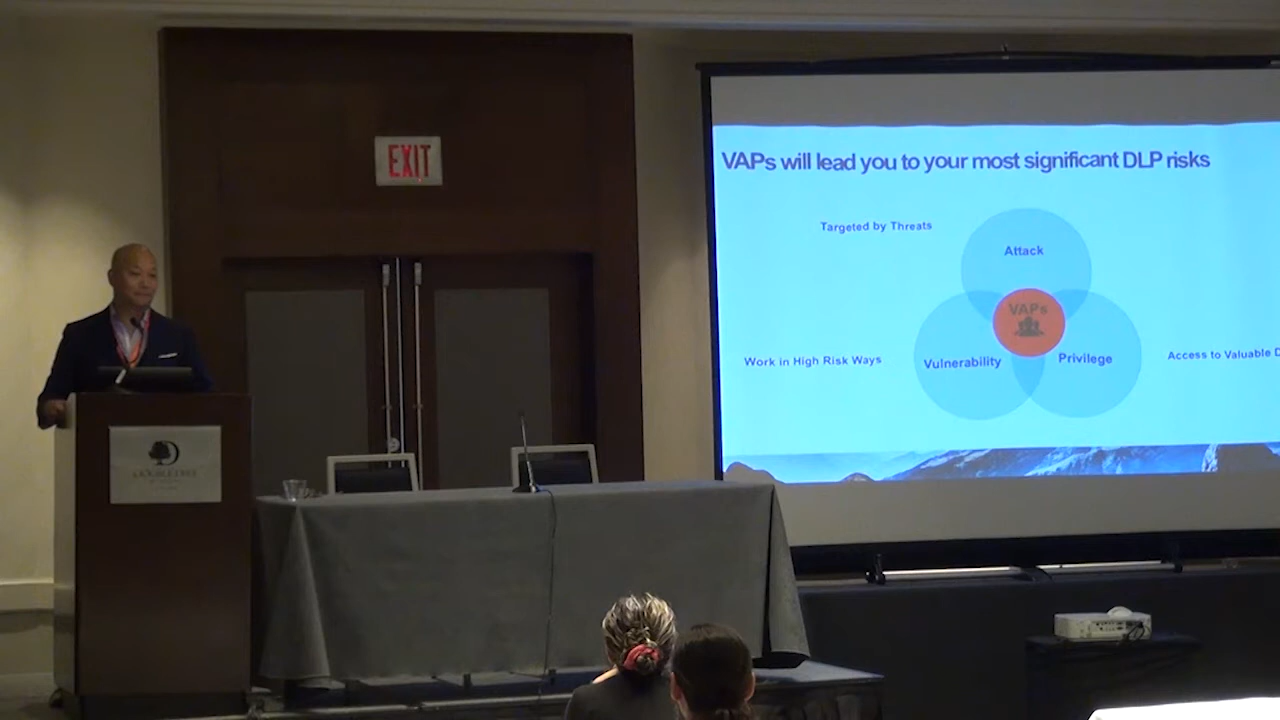 EXIT
VAPs will lead you to your most significant DLP risks
Targeted by Threats
Attack
VAPs
Work in High Risk Ways
Vulnerability
Privilege
Access to Valuable D
D
DOUBLETREE